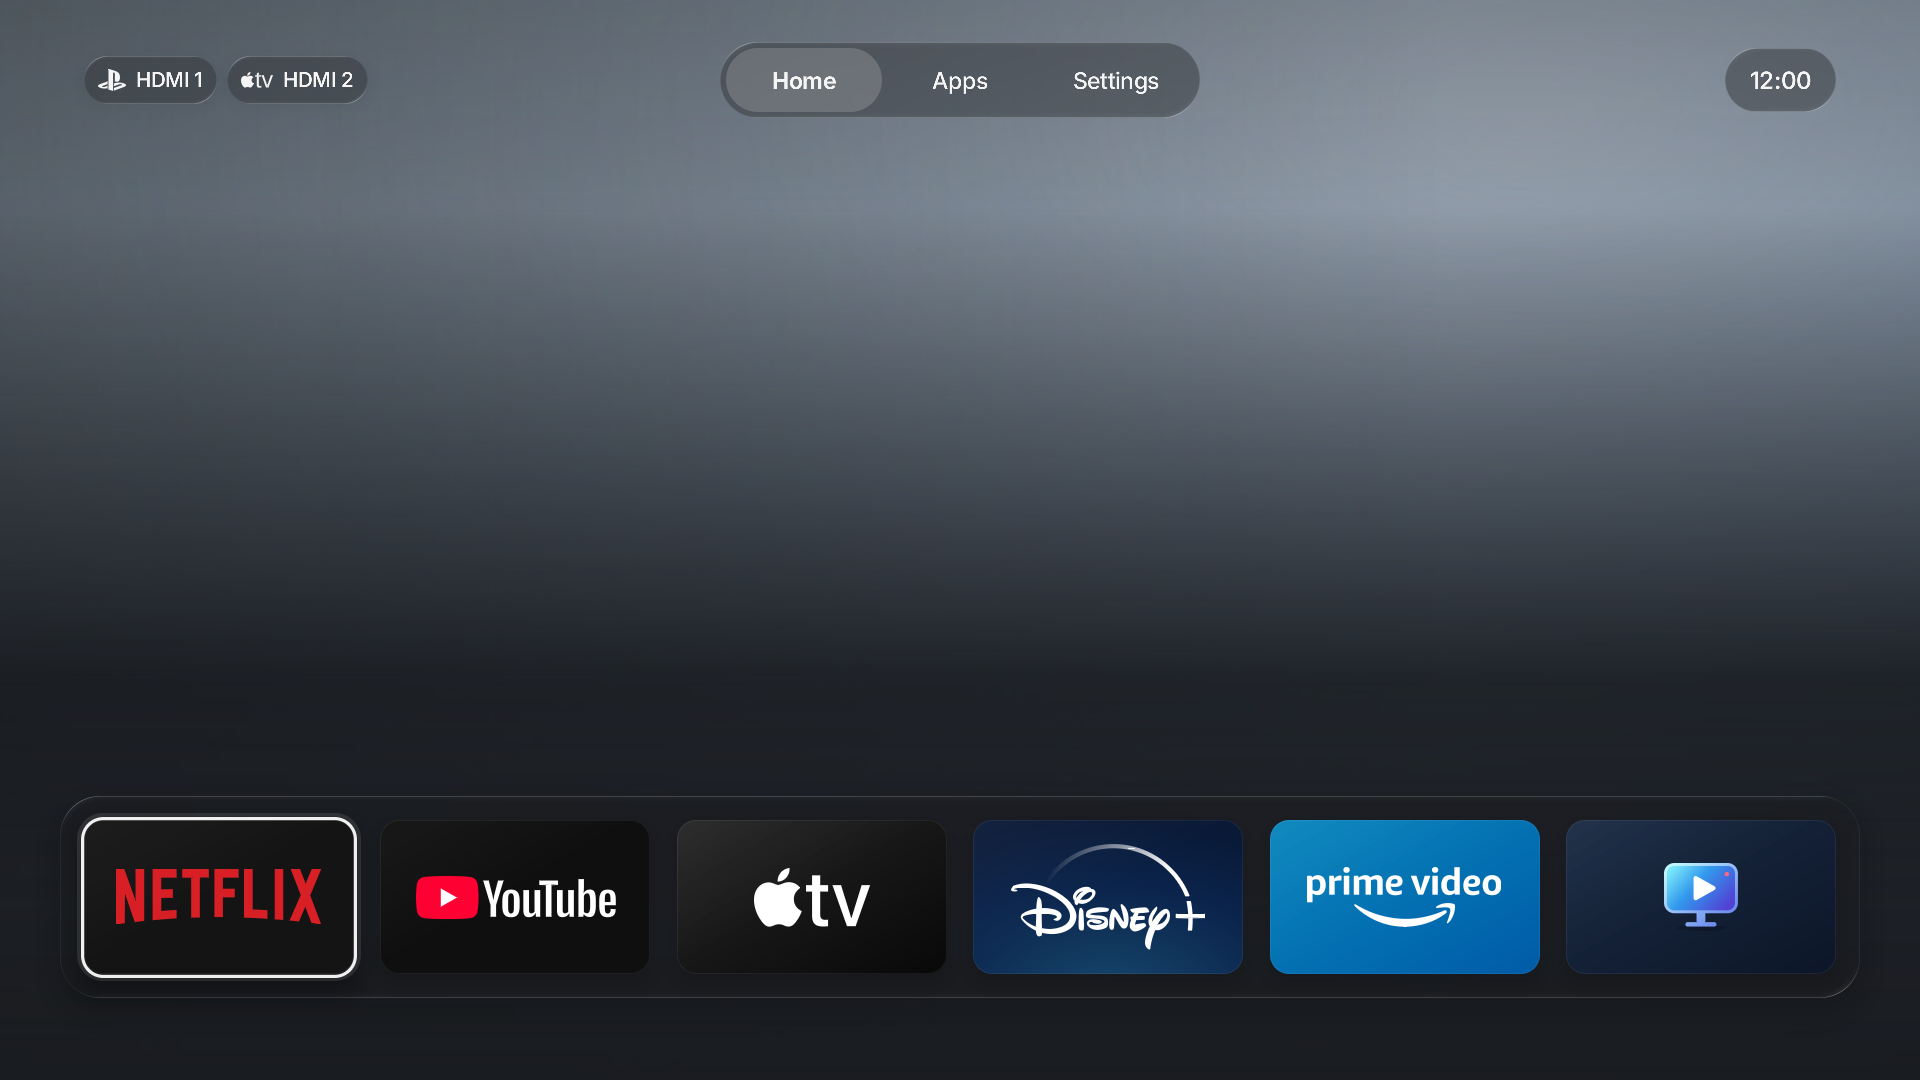 HDMI 1
tv HDMI 2
Home
Apps
Settings
12:00
NETFLIX
YouTube
tv
Disney+
prime video